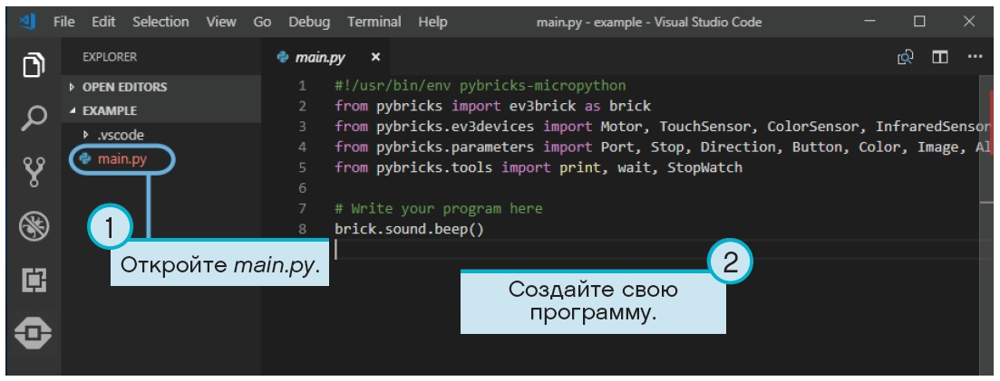 File Edit Selection View Go Debug Terminal Help main.py - example - Visual Studio Code
EXPLORER
OPEN EDITORS
EXAMPLE
.vscode
main.py
main.py
1 #!/usr/bin/env pybricks-micropython
2 from pybricks import ev3brick as brick
3 from pybricks.ev3devices import Motor, TouchSensor, ColorSensor, InfraredSensor
4 from pybricks.parameters import Port, Stop, Direction, Button, Color, Image, Al
5 from pybricks.tools import print, wait, StopWatch
6
7 # Write your program here
8 brick.sound.beep()
1
Откройте main.py.
2
Создайте свою
программу.